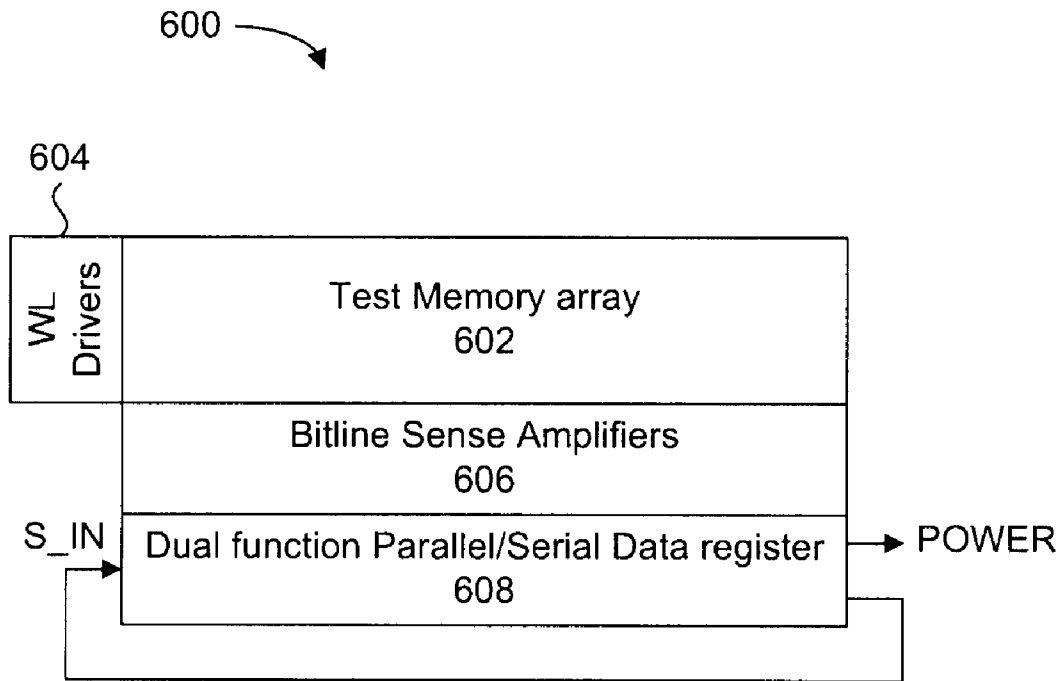 600
604
WL
Drivers
Test Memory array
602
Bitline Sense Amplifiers
606
S_IN
Dual function Parallel/Serial Data register
608
POWER